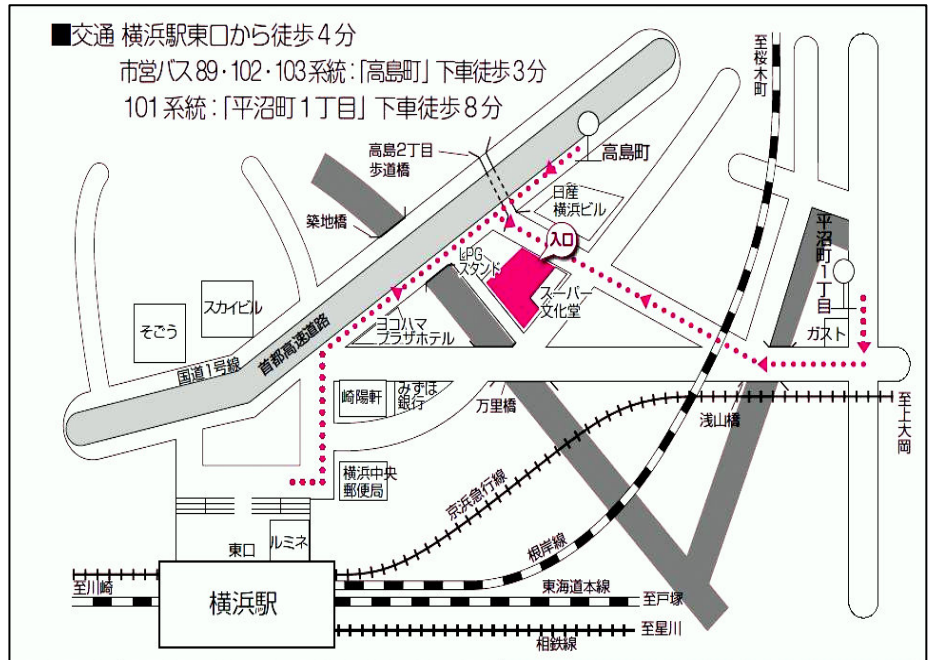 ■交通 横浜駅東口から徒歩4分
市営バス89・102・103系統:「高島町」下車徒歩3分
101系統:「平沼町1丁目」下車徒歩8分
至桜木町
高島2丁目
歩道橋
高島町
日産
横浜ビル
築地橋
入口
平沼町1丁目
LPG
スタンド
スーパー
文化堂
スカイビル
そごう
ガスト
ヨコハマ
プラザホテル
首都高速道路
国道1号線
崎陽軒
みずほ
銀行
万里橋
浅山橋
至上大岡
横浜中央
郵便局
京浜急行線
ルミネ
東口
根岸線
至川崎
横浜駅
東海道本線
至戸塚
至星川
相鉄線